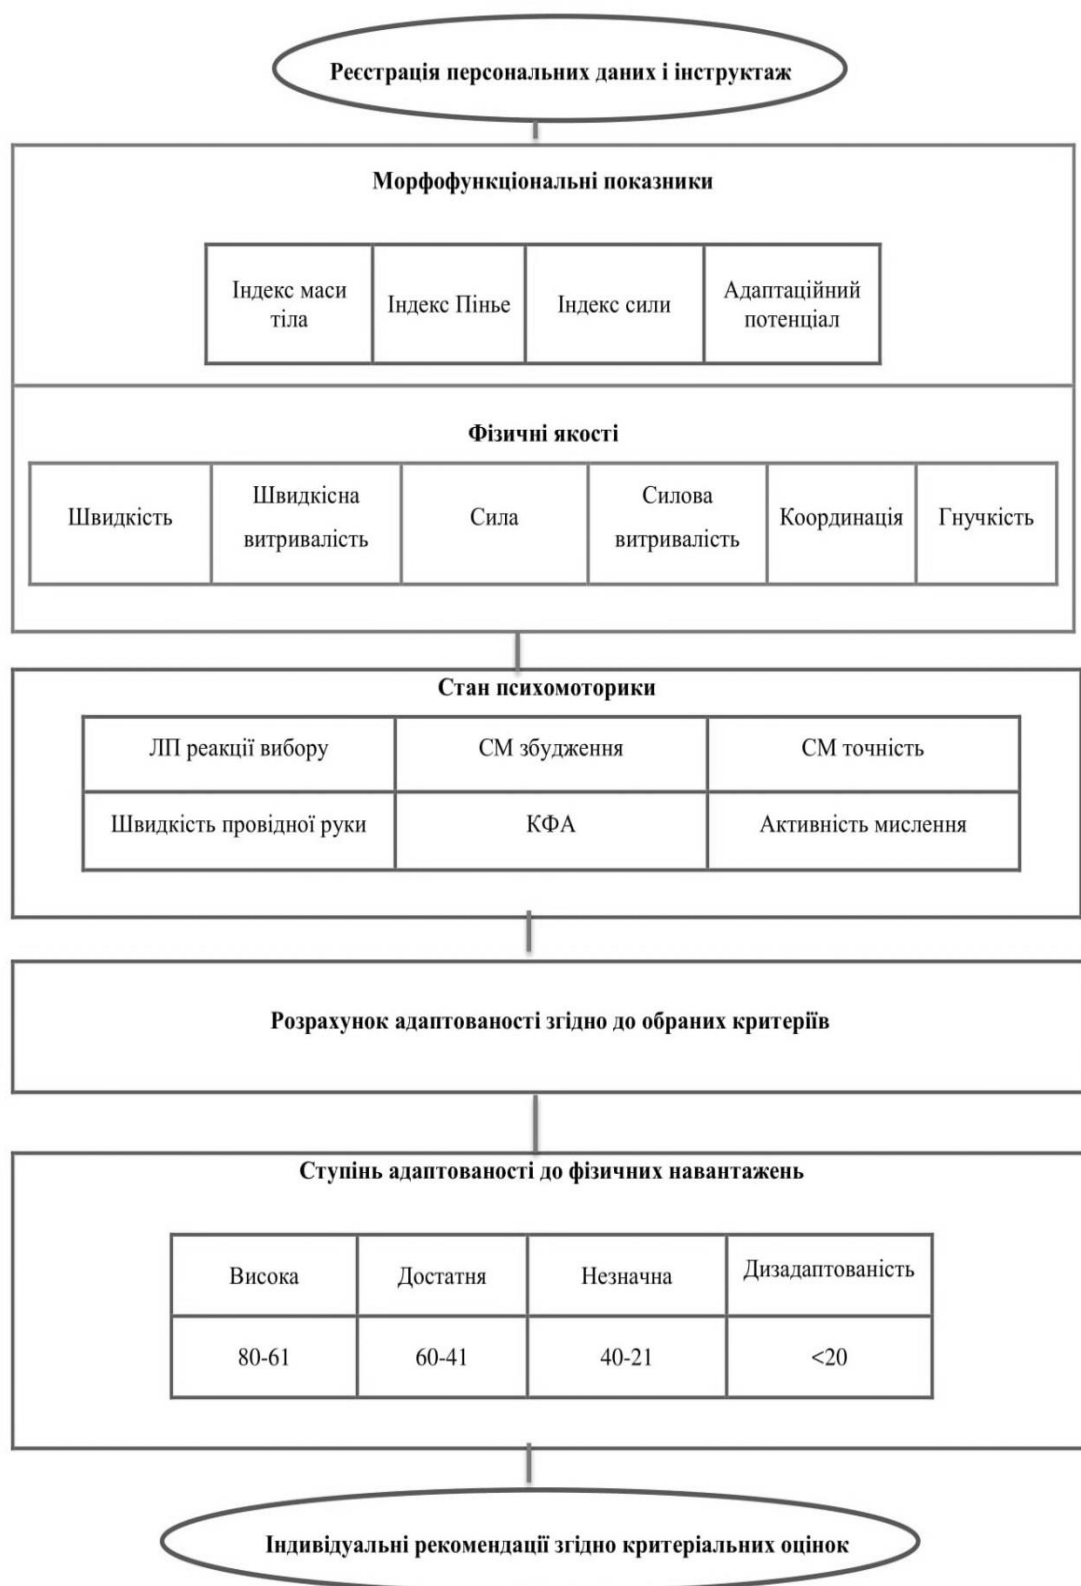 Реєстрація персональних даних і інструктаж
Морфофункціональні показники
Індекс маси
тіла
Індекс Пінье
Індекс сили
Адаптаційний
потенціал
Фізичні якості
Швидкість
Швидкісна
витривалість
Сила
Силова
витривалість
Координація
Гнучкість
Стан психомоторики
ЛП реакції вибору
СМ збудження
СМ точність
Швидкість провідної руки
КФА
Активність мислення
Розрахунок адаптованості згідно до обраних критеріїв
Ступінь адаптованості до фізичних навантажень
Висока
Достатня
Незначна
Дизадаптованість
80-61
60-41
40-21
<20
Індивідуальні рекомендації згідно критеріальних оцінок